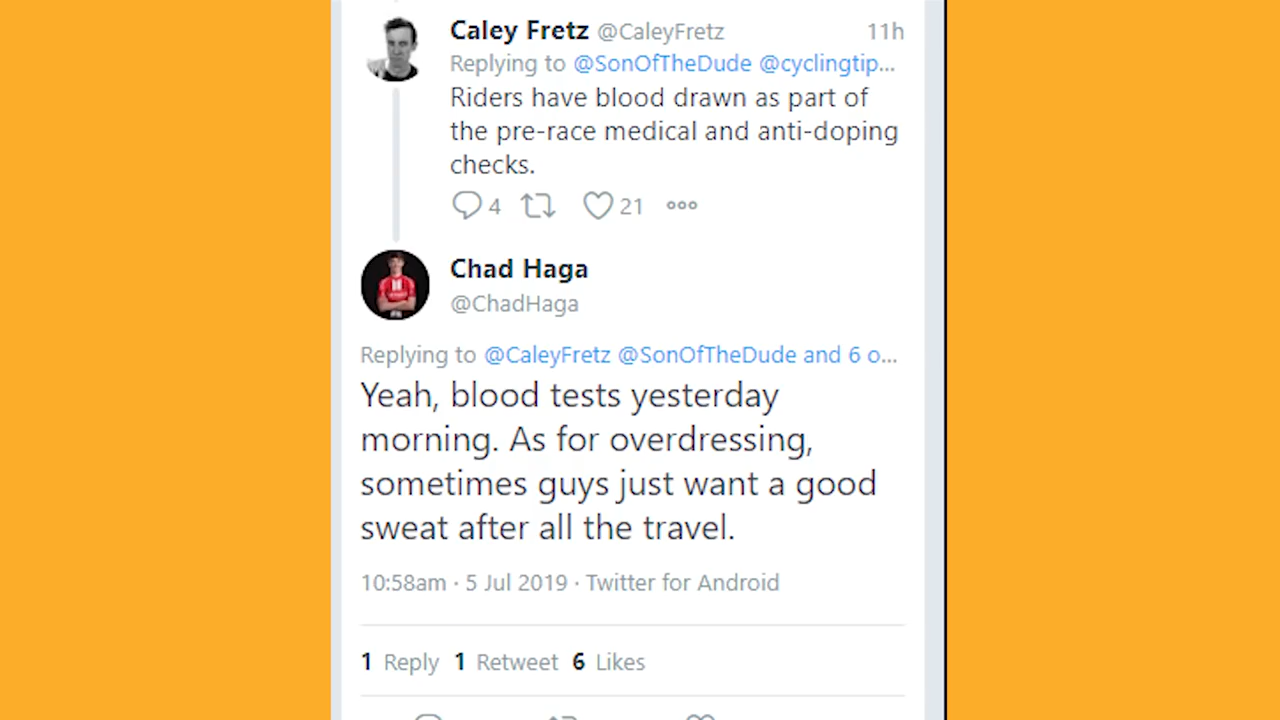 Caley Fretz @CaleyFretz 11h
Replying to @SonOfTheDude @cyclingtip...
Riders have blood drawn as part of
the pre-race medical and anti-doping
checks.
4 21
Chad Haga
@ChadHaga
Replying to @CaleyFretz @SonOfTheDude and 6 o...
Yeah, blood tests yesterday
morning. As for overdressing,
sometimes guys just want a good
sweat after all the travel.
10:58am · 5 Jul 2019 · Twitter for Android
1 Reply 1 Retweet 6 Likes